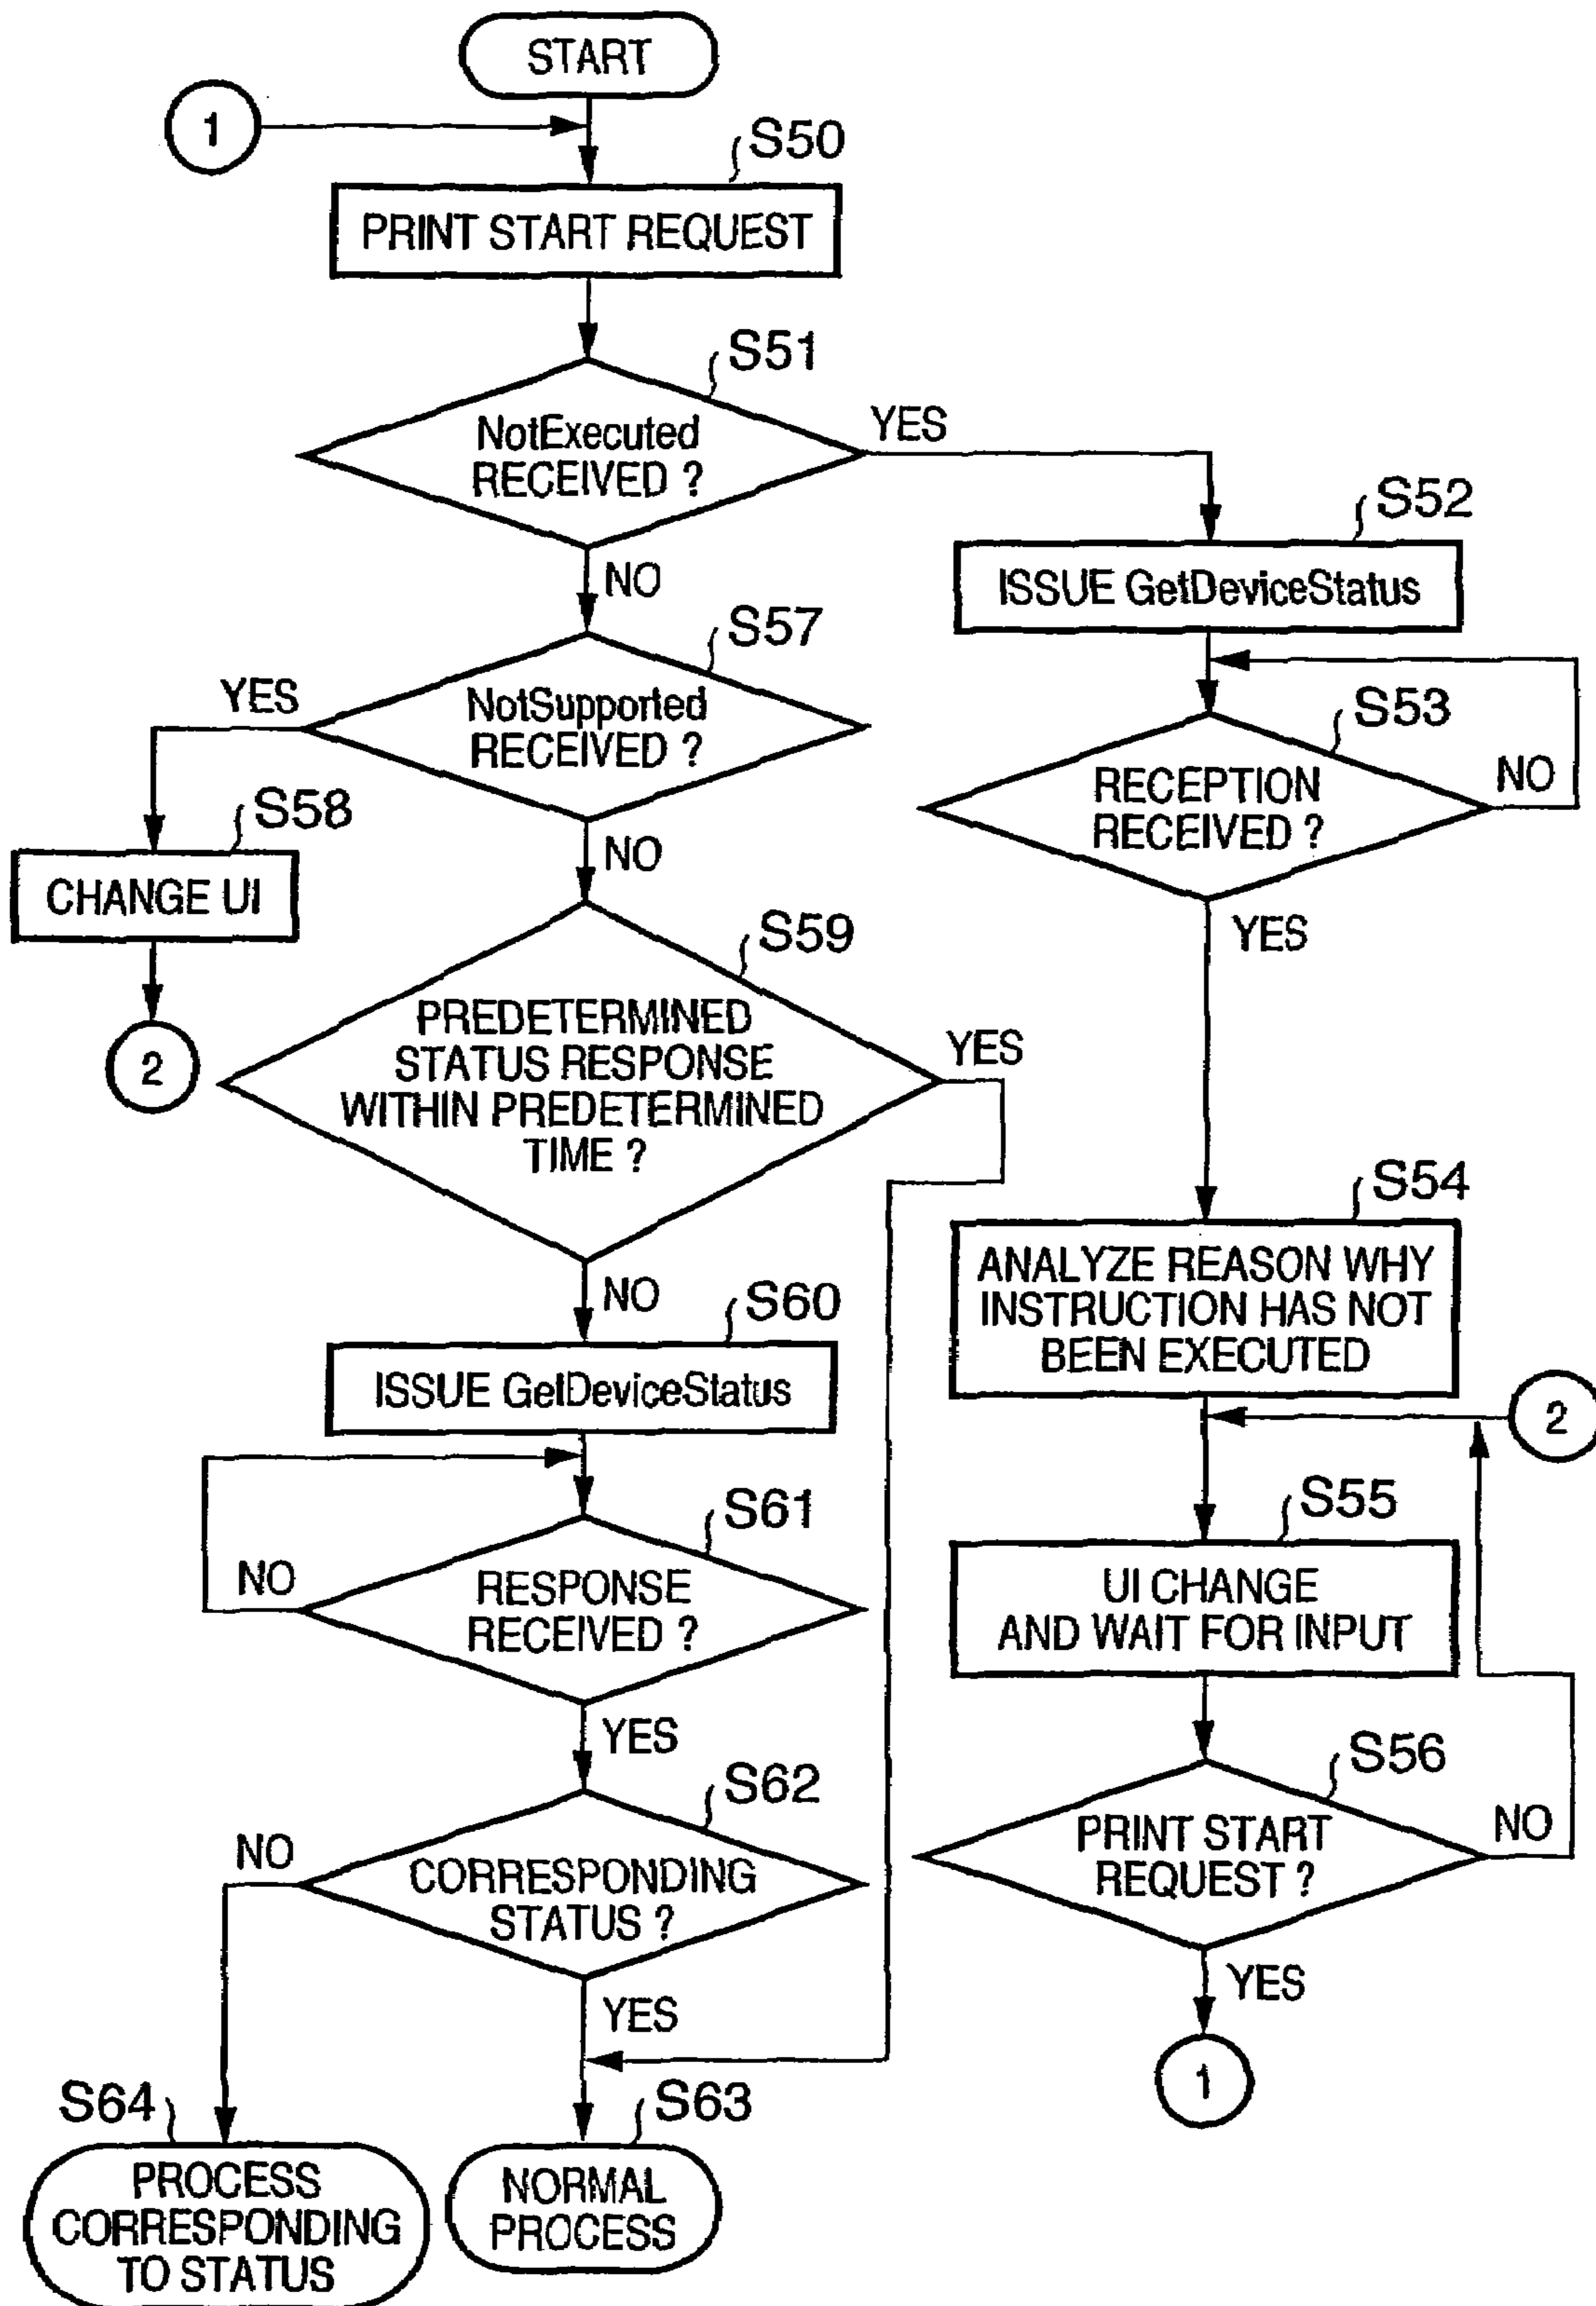 START
1
S50
PRINT START REQUEST
S51
NotExecuted
RECEIVED ?
YES
NO
S52
ISSUE GetDeviceStatus
S53
RECEPTION
RECEIVED ?
NO
YES
S57
NotSupported
RECEIVED ?
YES
NO
S58
CHANGE UI
2
S59
PREDETERMINED
STATUS RESPONSE
WITHIN PREDETERMINED
TIME ?
YES
NO
S54
ANALYZE REASON WHY
INSTRUCTION HAS NOT
BEEN EXECUTED
2
S55
UI CHANGE
AND WAIT FOR INPUT
S56
PRINT START
REQUEST ?
NO
YES
1
S60
ISSUE GetDeviceStatus
S61
RESPONSE
RECEIVED ?
NO
YES
S62
CORRESPONDING
STATUS ?
NO
YES
S64
PROCESS
CORRESPONDING
TO STATUS
S63
NORMAL
PROCESS